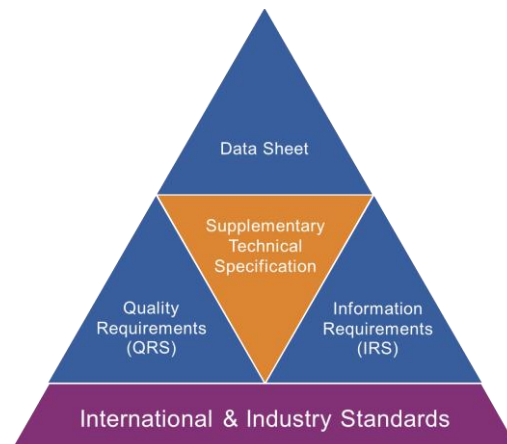 Data Sheet
Supplementary
Technical
Specification
Quality
Requirements
(QRS)
Information
Requirements
(IRS)
International & Industry Standards